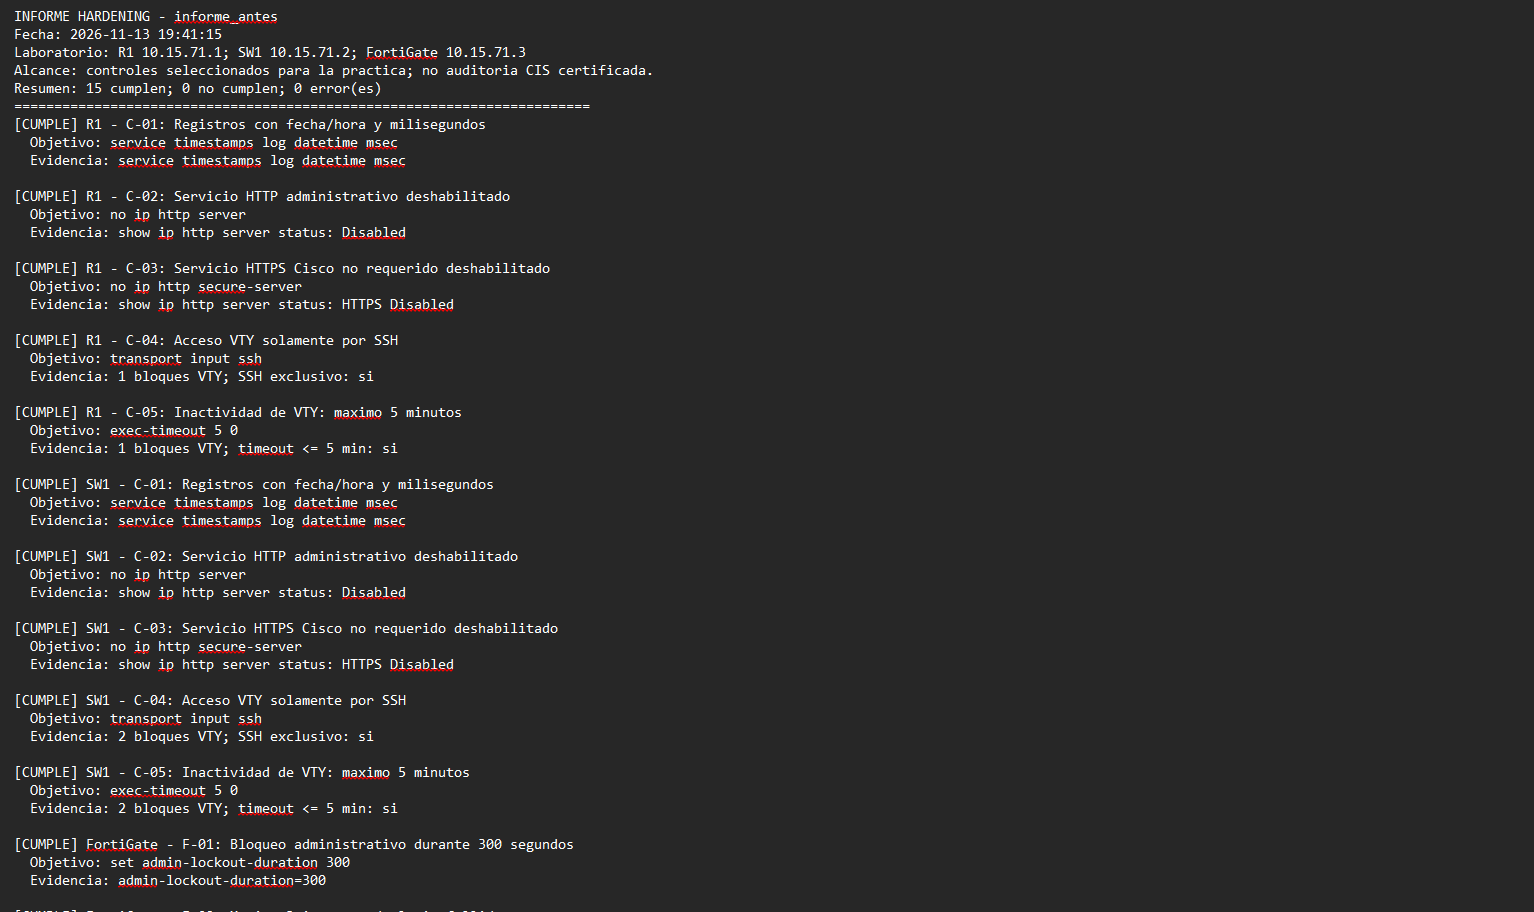 INFORME HARDENING - informe_antes
Fecha: 2026-11-13 19:41:15
Laboratorio: R1 10.15.71.1; SW1 10.15.71.2; FortiGate 10.15.71.3
Alcance: controles seleccionados para la practica; no auditoria CIS certificada.
Resumen: 15 cumplen; 0 no cumplen; 0 error(es)
========================================================================
[CUMPLE] R1 - C-01: Registros con fecha/hora y milisegundos
  Objetivo: service timestamps log datetime msec
  Evidencia: service timestamps log datetime msec
[CUMPLE] R1 - C-02: Servicio HTTP administrativo deshabilitado
  Objetivo: no ip http server
  Evidencia: show ip http server status: Disabled
[CUMPLE] R1 - C-03: Servicio HTTPS Cisco no requerido deshabilitado
  Objetivo: no ip http secure-server
  Evidencia: show ip http server status: HTTPS Disabled
[CUMPLE] R1 - C-04: Acceso VTY solamente por SSH
  Objetivo: transport input ssh
  Evidencia: 1 bloques VTY; SSH exclusivo: si
[CUMPLE] R1 - C-05: Inactividad de VTY: maximo 5 minutos
  Objetivo: exec-timeout 5 0
  Evidencia: 1 bloques VTY; timeout <= 5 min: si
[CUMPLE] SW1 - C-01: Registros con fecha/hora y milisegundos
  Objetivo: service timestamps log datetime msec
  Evidencia: service timestamps log datetime msec
[CUMPLE] SW1 - C-02: Servicio HTTP administrativo deshabilitado
  Objetivo: no ip http server
  Evidencia: show ip http server status: Disabled
[CUMPLE] SW1 - C-03: Servicio HTTPS Cisco no requerido deshabilitado
  Objetivo: no ip http secure-server
  Evidencia: show ip http server status: HTTPS Disabled
[CUMPLE] SW1 - C-04: Acceso VTY solamente por SSH
  Objetivo: transport input ssh
  Evidencia: 2 bloques VTY; SSH exclusivo: si
[CUMPLE] SW1 - C-05: Inactividad de VTY: maximo 5 minutos
  Objetivo: exec-timeout 5 0
  Evidencia: 2 bloques VTY; timeout <= 5 min: si
[CUMPLE] FortiGate - F-01: Bloqueo administrativo durante 300 segundos
  Objetivo: set admin-lockout-duration 300
  Evidencia: admin-lockout-duration=300